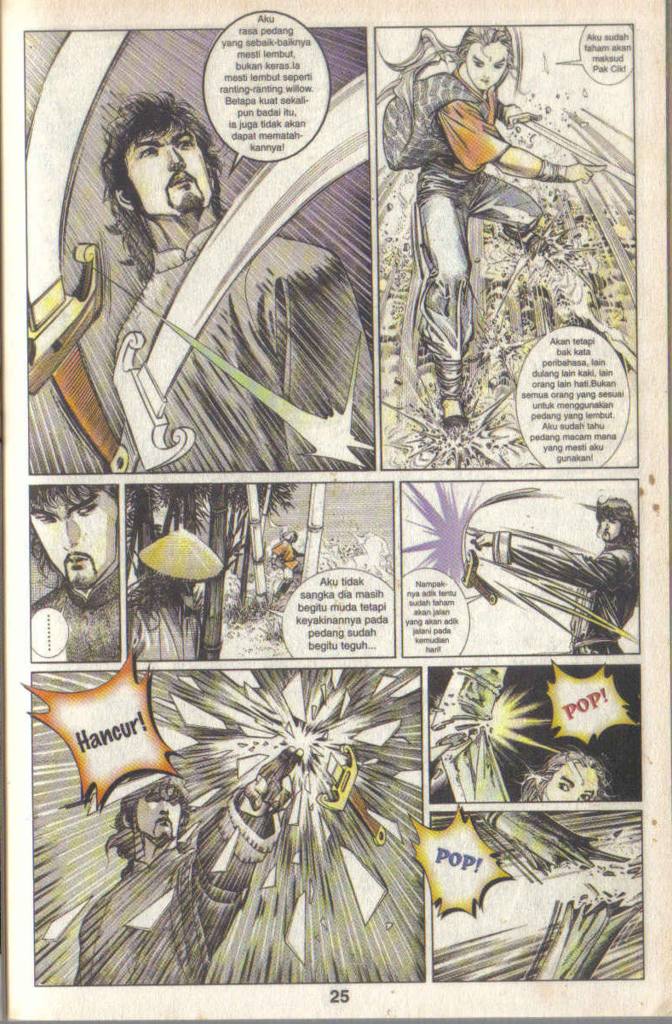 Aku
rasa pedang
yang sebaik-baiknya
mesti lembut,
bukan keras.Ia
mesti lembut seperti
ranting-ranting willow.
Betapa kuat sekali-
pun badai itu,
ia juga tidak akan
dapat mematah-
kannya!
Aku sudah
faham akan
maksud
Pak Cik!
Akan tetapi
bak kata
peribahasa, lain
dulang lain kaki, lain
orang lain hati.Bukan
semua orang yang sesuai
untuk menggunakan
pedang yang lembut.
Aku sudah tahu
pedang macam mana
yang mesti aku
gunakan!
.........
Aku tidak
sangka dia masih
begitu muda tetapi
keyakinannya pada
pedang sudah
begitu teguh...
Nampak-
nya adik tentu
sudah faham
akan jalan
yang akan adik
jalani pada
kemudian
hari!
Hancur!
POP!
POP!
25